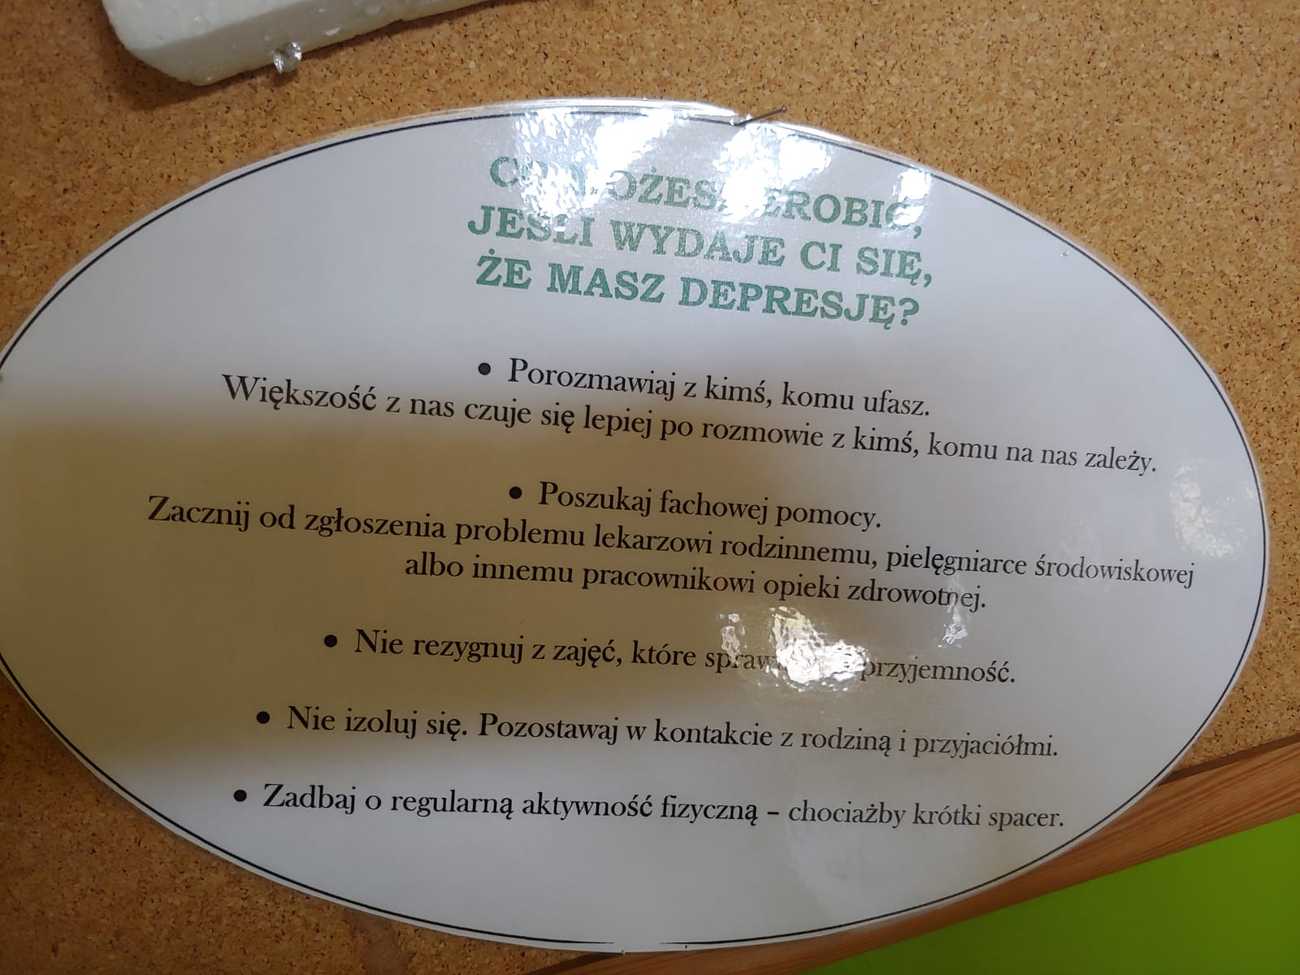 CO MOŻESZ ZROBIĆ,
JEŚLI WYDAJE CI SIĘ,
ŻE MASZ DEPRESJĘ?
• Porozmawiaj z kimś, komu ufasz.
Większość z nas czuje się lepiej po rozmowie z kimś, komu na nas zależy.
• Poszukaj fachowej pomocy.
Zacznij od zgłoszenia problemu lekarzowi rodzinnemu, pielęgniarce środowiskowej
albo innemu pracownikowi opieki zdrowotnej.
• Nie rezygnuj z zajęć, które przyjemność.
• Nie izoluj się. Pozostawaj w kontakcie z rodziną i przyjaciółmi.
• Zadbaj o regularną aktywność fizyczną – chociażby krótki spacer.